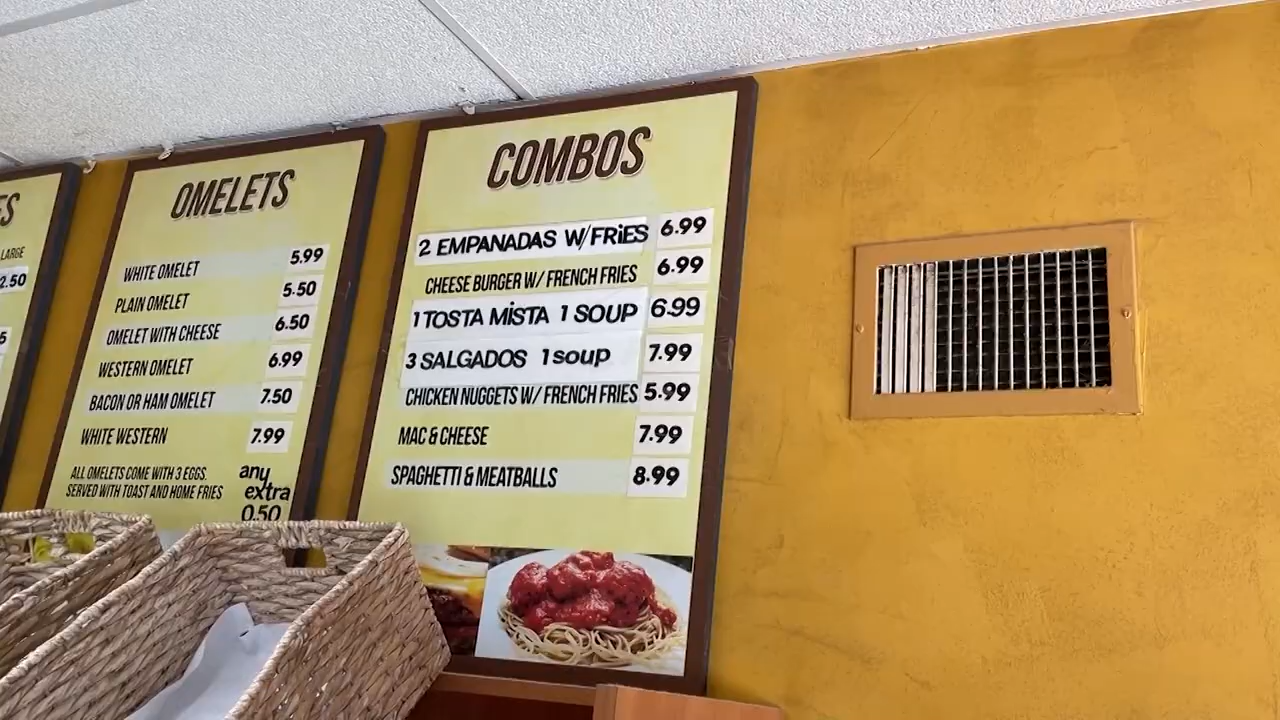 LARGE
2.50
OMELETS
WHITE OMELET 5.99
PLAIN OMELET 5.50
OMELET WITH CHEESE 6.50
WESTERN OMELET 6.99
BACON OR HAM OMELET 7.50
WHITE WESTERN 7.99
ALL OMELETS COME WITH 3 EGGS.
SERVED WITH TOAST AND HOME FRIES
any
extra
0.50
COMBOS
2 EMPANADAS W/FRiES 6.99
CHEESE BURGER W/ FRENCH FRIES 6.99
1 TOSTA MiSTA 1 SOUP 6.99
3 SALGADOS 1 soup 7.99
CHICKEN NUGGETS W/ FRENCH FRIES 5.99
MAC & CHEESE 7.99
SPAGHETTI & MEATBALLS 8.99